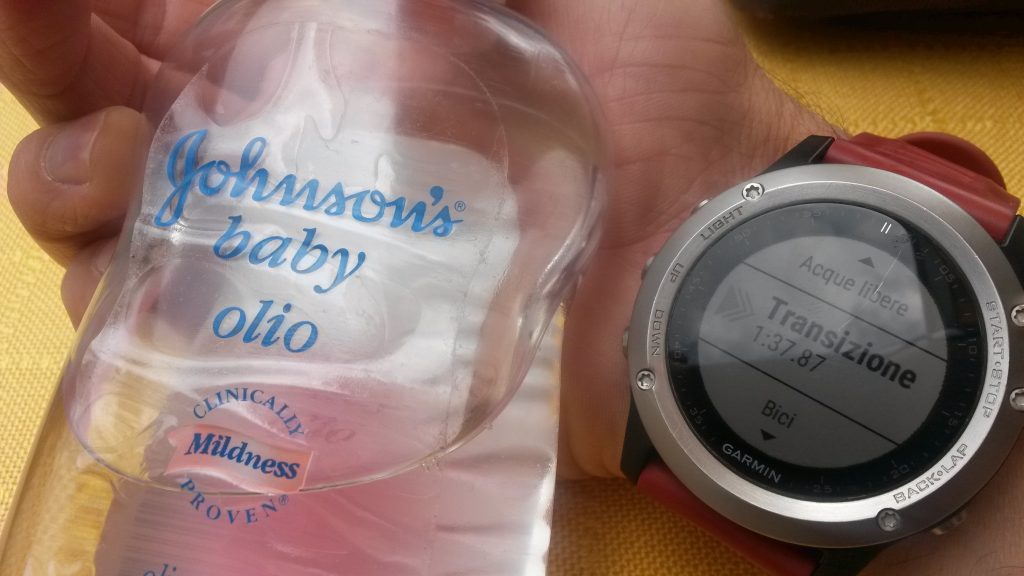 Johnson's®
baby
olio
CLINICALLY
Mildness
PROVEN®
LIGHT
UP
DOWN
START•STOP
BACK•LAP
GARMIN
Acque libere
Transizione
1:37.87
Bici